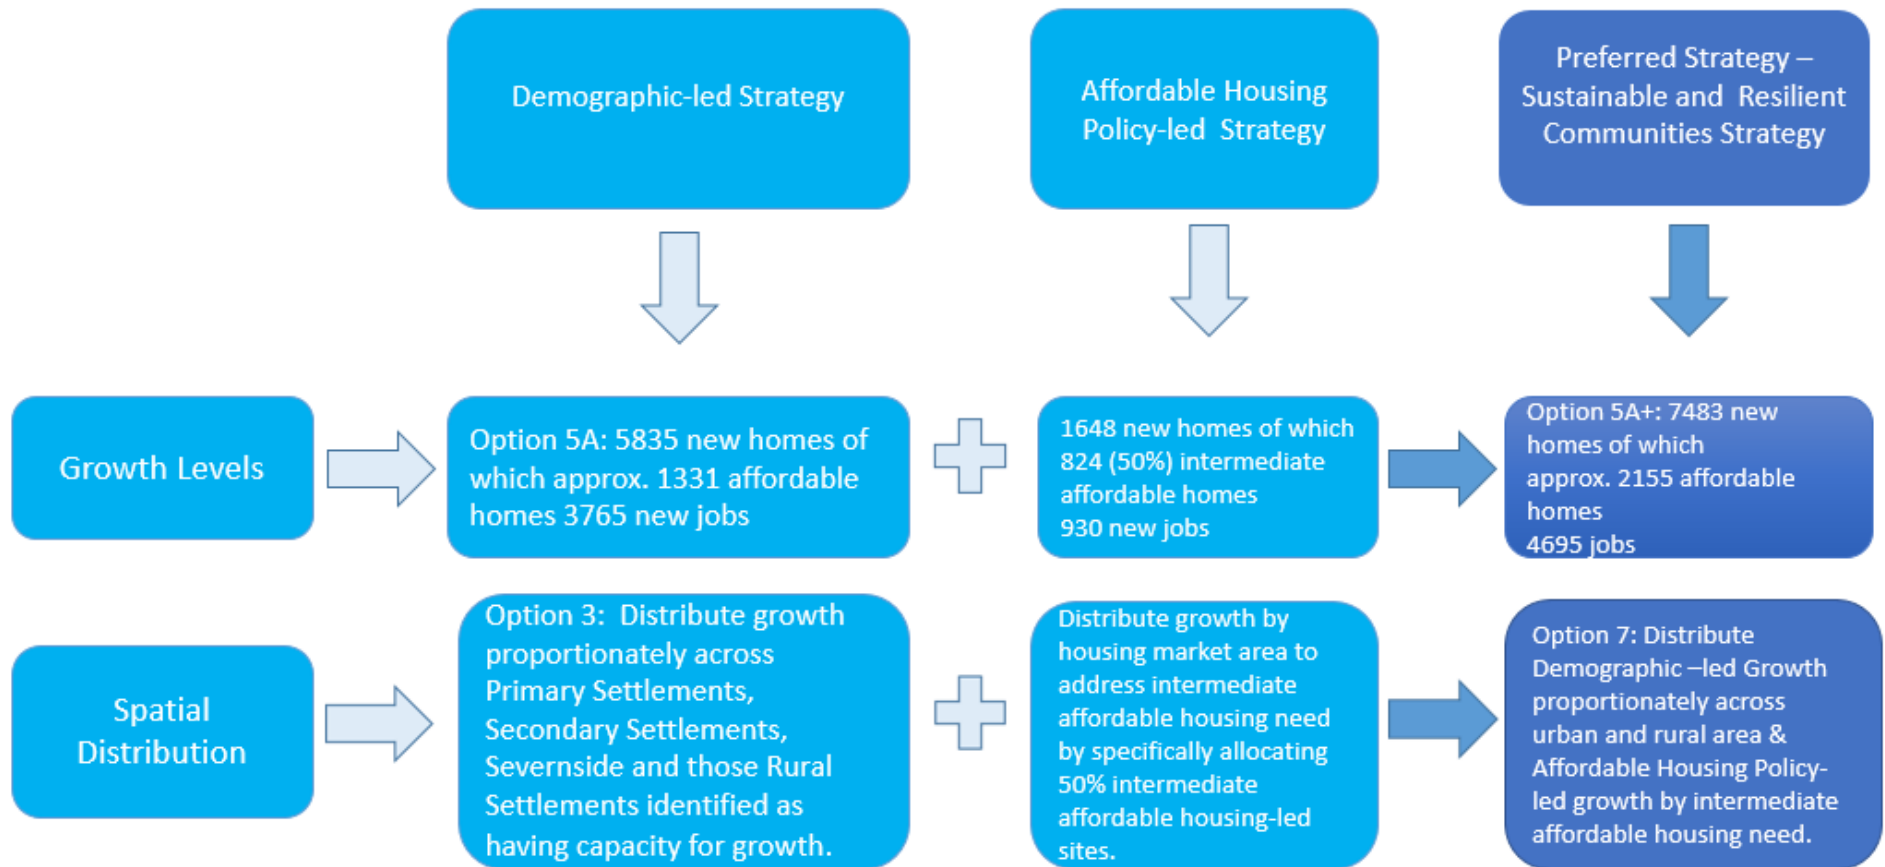 Demographic-led Strategy
Affordable Housing
Policy-led Strategy
Preferred Strategy –
Sustainable and Resilient
Communities Strategy
Growth Levels
Option 5A: 5835 new homes of
which approx. 1331 affordable
homes 3765 new jobs
1648 new homes of which
824 (50%) intermediate
affordable homes
930 new jobs
Option 5A+: 7483 new
homes of which
approx. 2155 affordable
homes
4695 jobs
Spatial
Distribution
Option 3: Distribute growth
proportionately across
Primary Settlements,
Secondary Settlements,
Severnside and those Rural
Settlements identified as
having capacity for growth.
Distribute growth by
housing market area to
address intermediate
affordable housing need
by specifically allocating
50% intermediate
affordable housing-led
sites.
Option 7: Distribute
Demographic –led Growth
proportionately across
urban and rural area &
Affordable Housing Policy-
led growth by intermediate
affordable housing need.